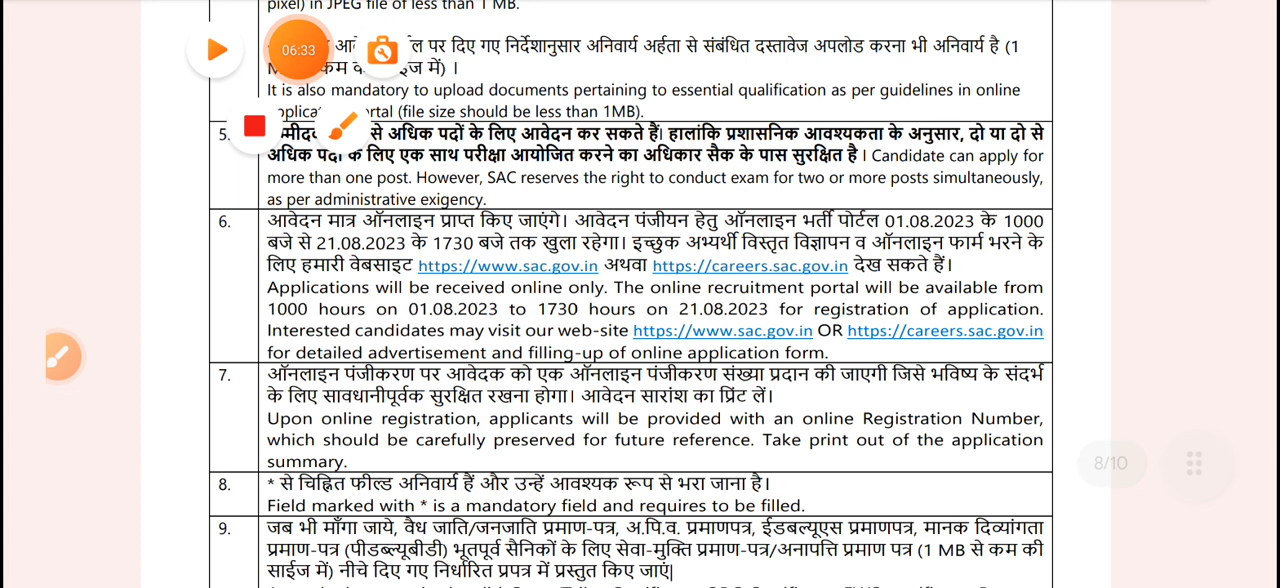 pixel) in JPEG file of less than 1 MB.
पर दिए गए निर्देशानुसार अनिवार्य अर्हता से संबंधित दस्तावेज अपलोड करना भी अनिवार्य है (1
में) ।
It is also mandatory to upload documents pertaining to essential qualification as per guidelines in online
(file size should be less than 1MB).
5. से अधिक पदों के लिए आवेदन कर सकते हैं। हालांकि प्रशासनिक आवश्यकता के अनुसार, दो या दो से
अधिक पदों के लिए एक साथ परीक्षा आयोजित करने का अधिकार सैक के पास सुरक्षित है । Candidate can apply for
more than one post. However, SAC reserves the right to conduct exam for two or more posts simultaneously,
as per administrative exigency.
6. आवेदन मात्र ऑनलाइन प्राप्त किए जाएंगे। आवेदन पंजीयन हेतु ऑनलाइन भर्ती पोर्टल 01.08.2023 के 1000
बजे से 21.08.2023 के 1730 बजे तक खुला रहेगा। इच्छुक अभ्यर्थी विस्तृत विज्ञापन व ऑनलाइन फार्म भरने के
लिए हमारी वेबसाइट https://www.sac.gov.in अथवा https://careers.sac.gov.in देख सकते हैं।
Applications will be received online only. The online recruitment portal will be available from
1000 hours on 01.08.2023 to 1730 hours on 21.08.2023 for registration of application.
Interested candidates may visit our web-site https://www.sac.gov.in OR https://careers.sac.gov.in
for detailed advertisement and filling-up of online application form.
7. ऑनलाइन पंजीकरण पर आवेदक को एक ऑनलाइन पंजीकरण संख्या प्रदान की जाएगी जिसे भविष्य के संदर्भ
के लिए सावधानीपूर्वक सुरक्षित रखना होगा। आवेदन सारांश का प्रिंट लें।
Upon online registration, applicants will be provided with an online Registration Number,
which should be carefully preserved for future reference. Take print out of the application
summary.
8. * से चिह्नित फील्ड अनिवार्य हैं और उन्हें आवश्यक रूप से भरा जाना है।
Field marked with * is a mandatory field and requires to be filled.
9. जब भी माँगा जाये, वैध जाति/जनजाति प्रमाण-पत्र, अ.पि.व. प्रमाणपत्र, ईडबल्यूएस प्रमाणपत्र, मानक दिव्यांगता
प्रमाण-पत्र (पीडब्ल्यूबीडी) भूतपूर्व सैनिकों के लिए सेवा-मुक्ति प्रमाण-पत्र/अनापत्ति प्रमाण पत्र (1 MB से कम की
साईज में) नीचे दिए गए निर्धारित प्रपत्र में प्रस्तुत किए जाएं|
06:33
8/10